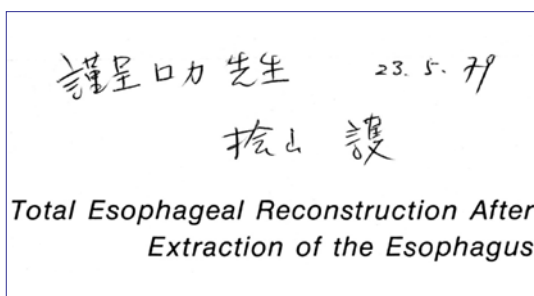 謹呈 ロカ 先生 23. 5. 79
桧山 護
Total Esophageal Reconstruction After
Extraction of the Esophagus